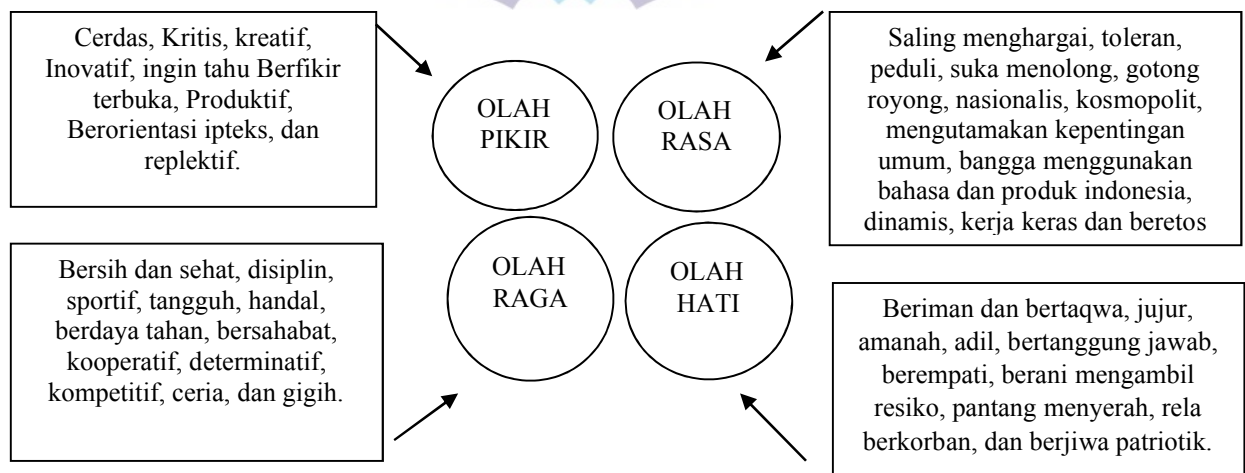 Cerdas, Kritis, kreatif,
Inovatif, ingin tahu Berfikir
terbuka, Produktif,
Berorientasi ipteks, dan
replektif.
OLAH
PIKIR
OLAH
RASA
Saling menghargai, toleran,
peduli, suka menolong, gotong
royong, nasionalis, kosmopolit,
mengutamakan kepentingan
umum, bangga menggunakan
bahasa dan produk indonesia,
dinamis, kerja keras dan beretos
Bersih dan sehat, disiplin,
sportif, tangguh, handal,
berdaya tahan, bersahabat,
kooperatif, determinatif,
kompetitif, ceria, dan gigih.
OLAH
RAGA
OLAH
HATI
Beriman dan bertaqwa, jujur,
amanah, adil, bertanggung jawab,
berempati, berani mengambil
resiko, pantang menyerah, rela
berkorban, dan berjiwa patriotik.